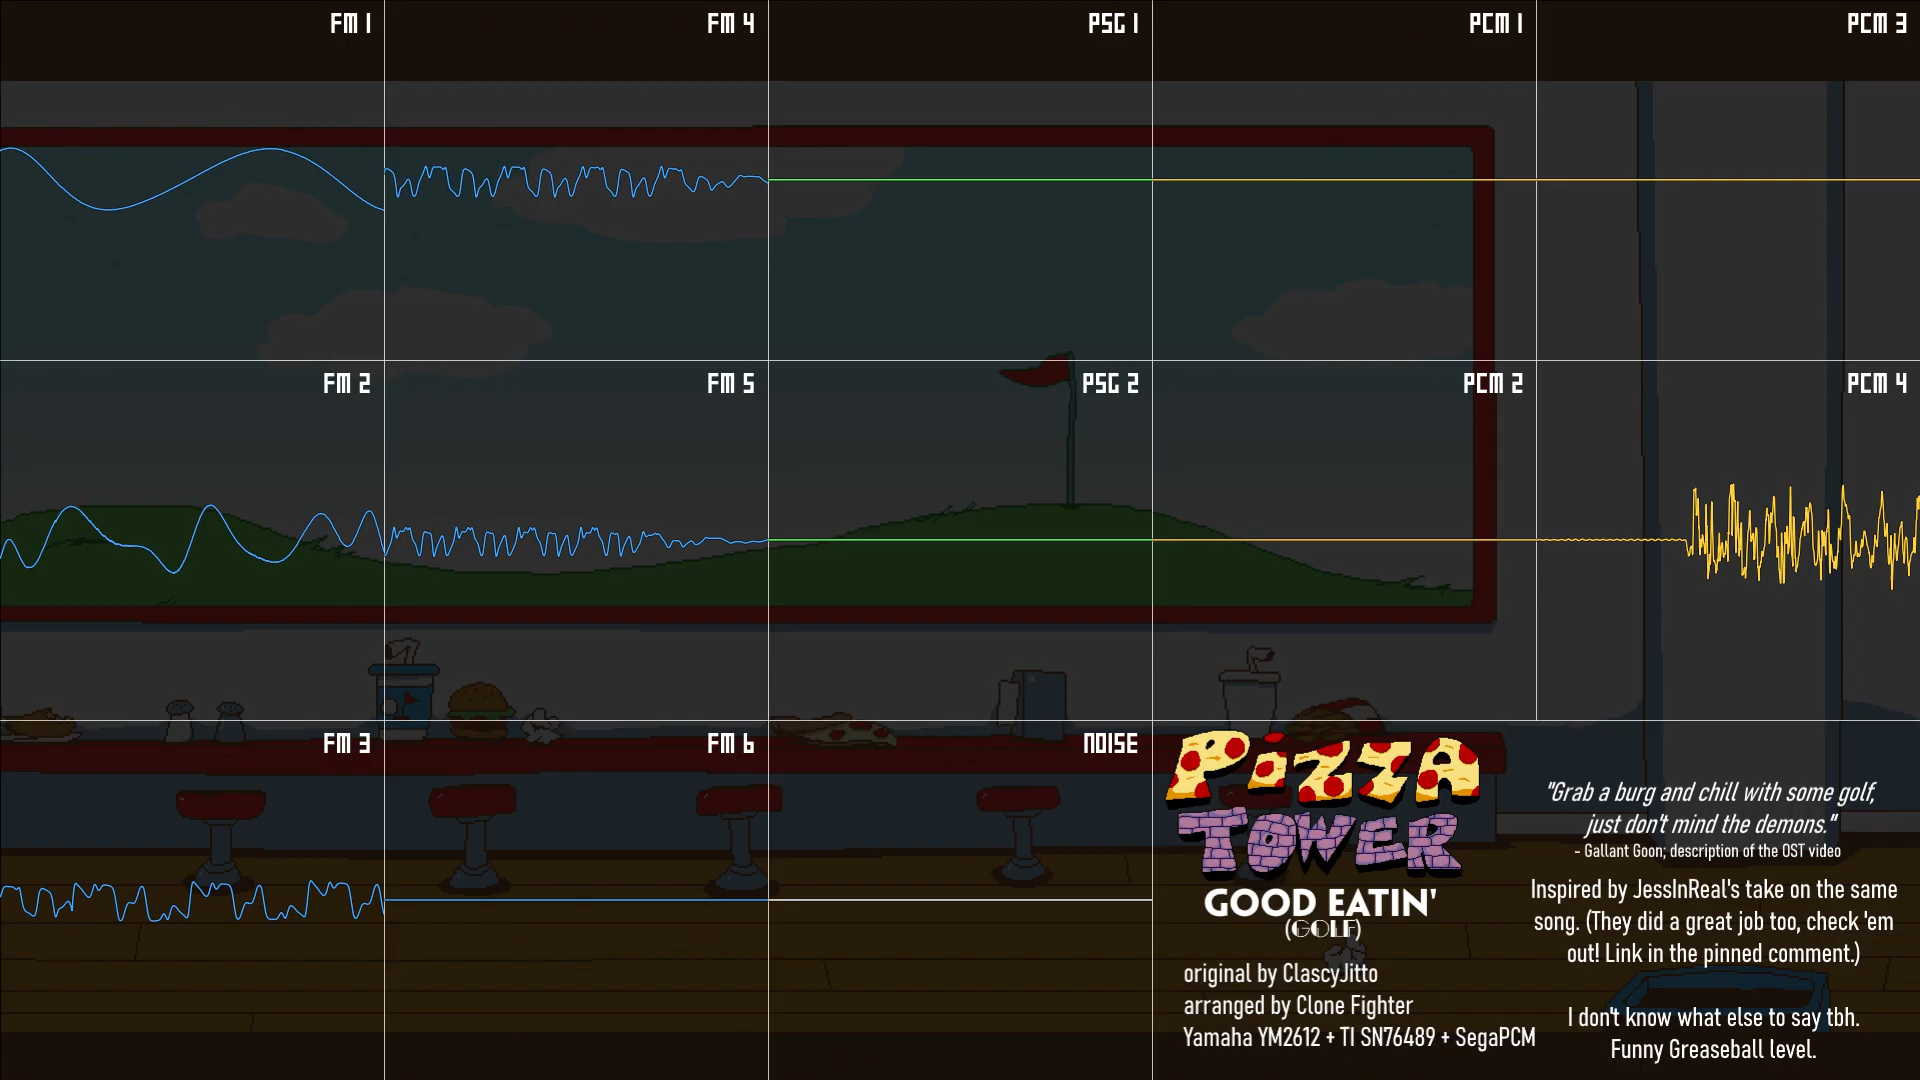 FM 1
FM 4
PSG 1
PCM 1
PCM 3
FM 2
FM 5
PSG 2
PCM 2
PCM 4
FM 3
FM 6
NOISE
PIZZA
TOWER
GOOD EATIN'
(GOLF)
original by ClascyJitto
arranged by Clone Fighter
Yamaha YM2612 + TI SN76489 + SegaPCM
"Grab a burg and chill with some golf,
just don't mind the demons."
- Gallant Goon; description of the OST video
Inspired by JessInReal's take on the same
song. (They did a great job too, check 'em
out! Link in the pinned comment.)
I don't know what else to say tbh.
Funny Greaseball level.